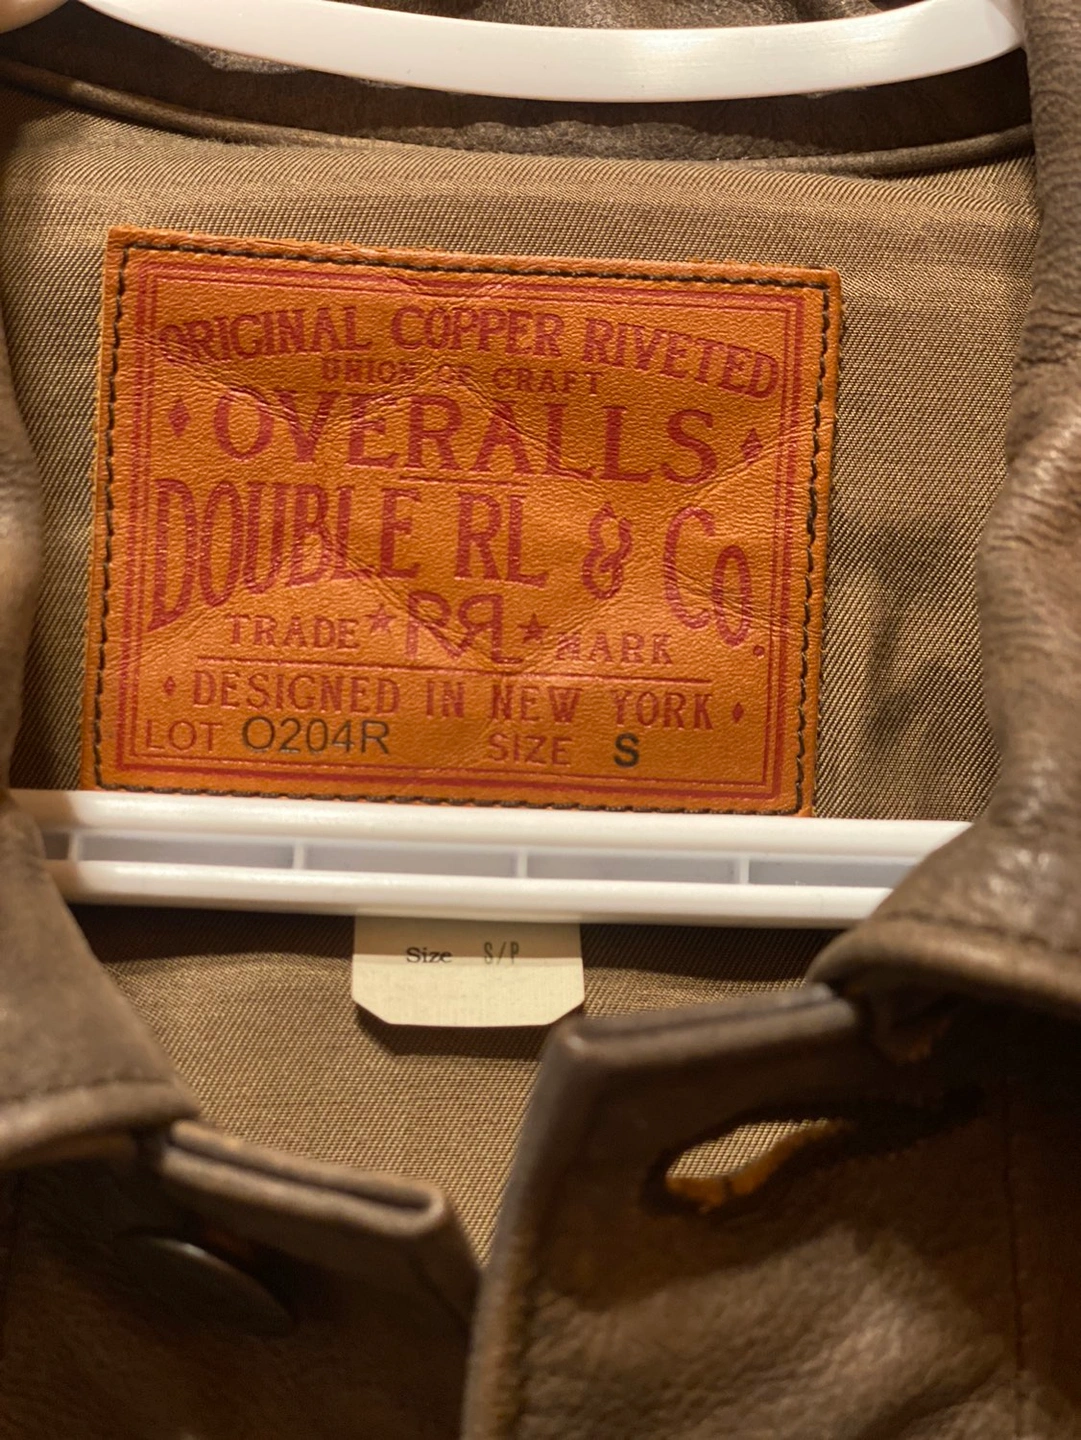 ORIGINAL COPPER RIVETED
UNION OF CRAFT
OVERALLS
DOUBLE RL & Co.
TRADE ★ RRL ★ MARK
DESIGNED IN NEW YORK
LOT O204R SIZE S
Size S/P